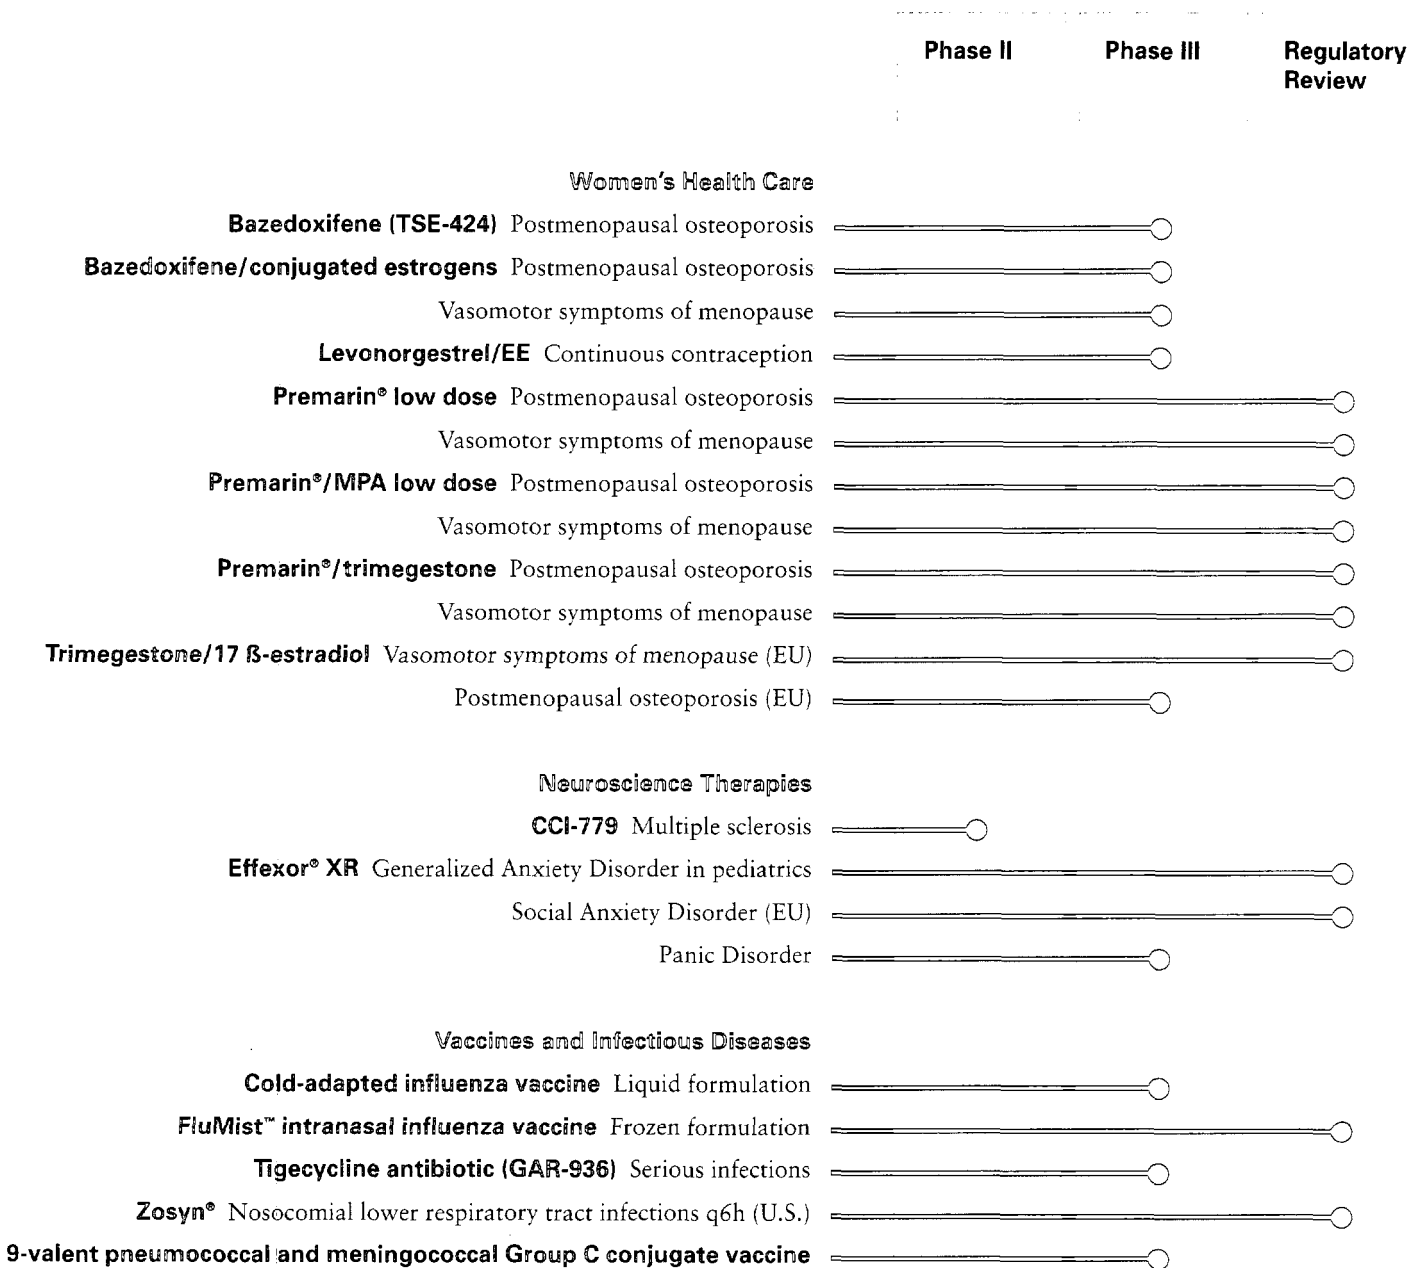 Phase II Phase III Regulatory
Review
Women's Health Care
Bazedoxifene (TSE-424) Postmenopausal osteoporosis
Bazedoxifene/conjugated estrogens Postmenopausal osteoporosis
Vasomotor symptoms of menopause
Levonorgestrel/EE Continuous contraception
Premarin® low dose Postmenopausal osteoporosis
Vasomotor symptoms of menopause
Premarin®/MPA low dose Postmenopausal osteoporosis
Vasomotor symptoms of menopause
Premarin®/trimegestone Postmenopausal osteoporosis
Vasomotor symptoms of menopause
Trimegestone/17 ß-estradiol Vasomotor symptoms of menopause (EU)
Postmenopausal osteoporosis (EU)
Neuroscience Therapies
CCI-779 Multiple sclerosis
Effexor® XR Generalized Anxiety Disorder in pediatrics
Social Anxiety Disorder (EU)
Panic Disorder
Vaccines and Infectious Diseases
Cold-adapted influenza vaccine Liquid formulation
FluMist™ intranasal influenza vaccine Frozen formulation
Tigecycline antibiotic (GAR-936) Serious infections
Zosyn® Nosocomial lower respiratory tract infections q6h (U.S.)
9-valent pneumococcal and meningococcal Group C conjugate vaccine